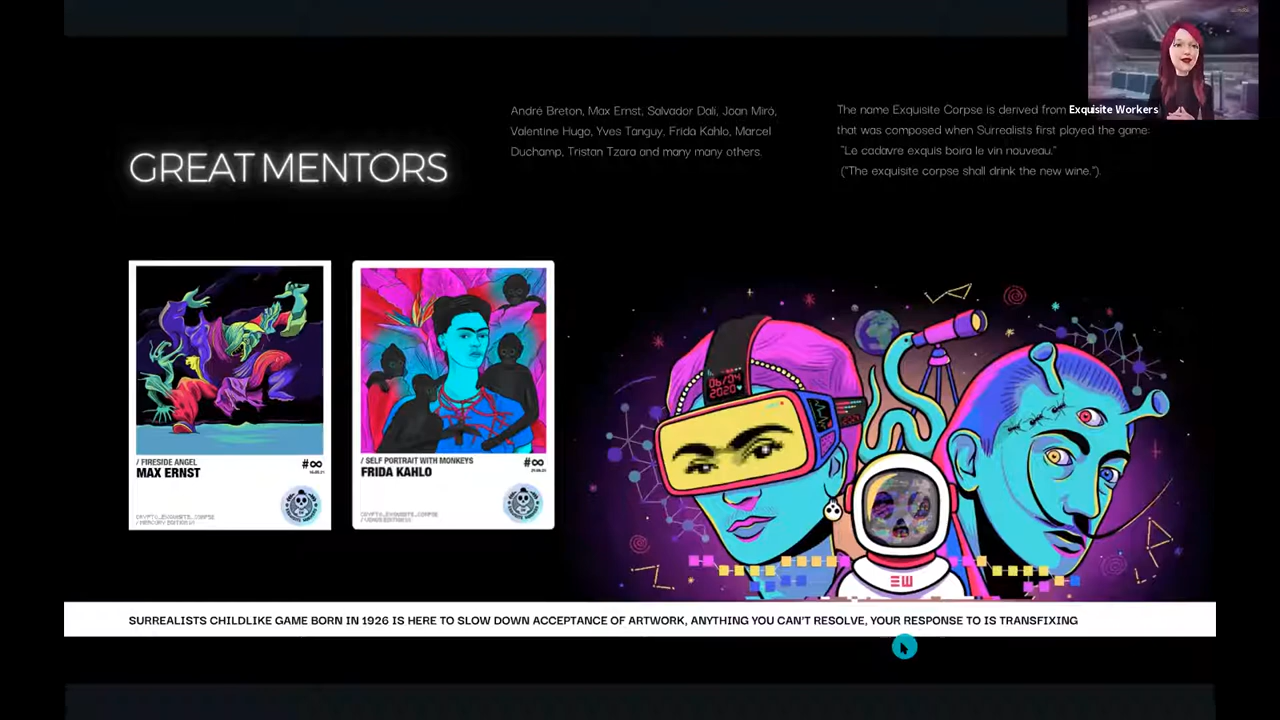 Exquisite Workers
GREAT MENTORS
André Breton, Max Ernst, Salvador Dalí, Joan Miró,
Valentine Hugo, Yves Tanguy, Frida Kahlo, Marcel
Duchamp, Tristan Tzara and many many others.
The name Exquisite Corpse is derived from
that was composed when Surrealists first played the game:
"Le cadavre exquis boira le vin nouveau."
("The exquisite corpse shall drink the new wine.").
/ FIRESIDE ANGEL
MAX ERNST
#∞
CRYPTO_EXQUISITE_CORPSE
/ SELF PORTRAIT WITH MONKEYS
FRIDA KAHLO
#∞
CRYPTO_EXQUISITE_CORPSE
06/04
2020
EW
SURREALISTS CHILDLIKE GAME BORN IN 1926 IS HERE TO SLOW DOWN ACCEPTANCE OF ARTWORK, ANYTHING YOU CAN'T RESOLVE, YOUR RESPONSE TO IS TRANSFIXING